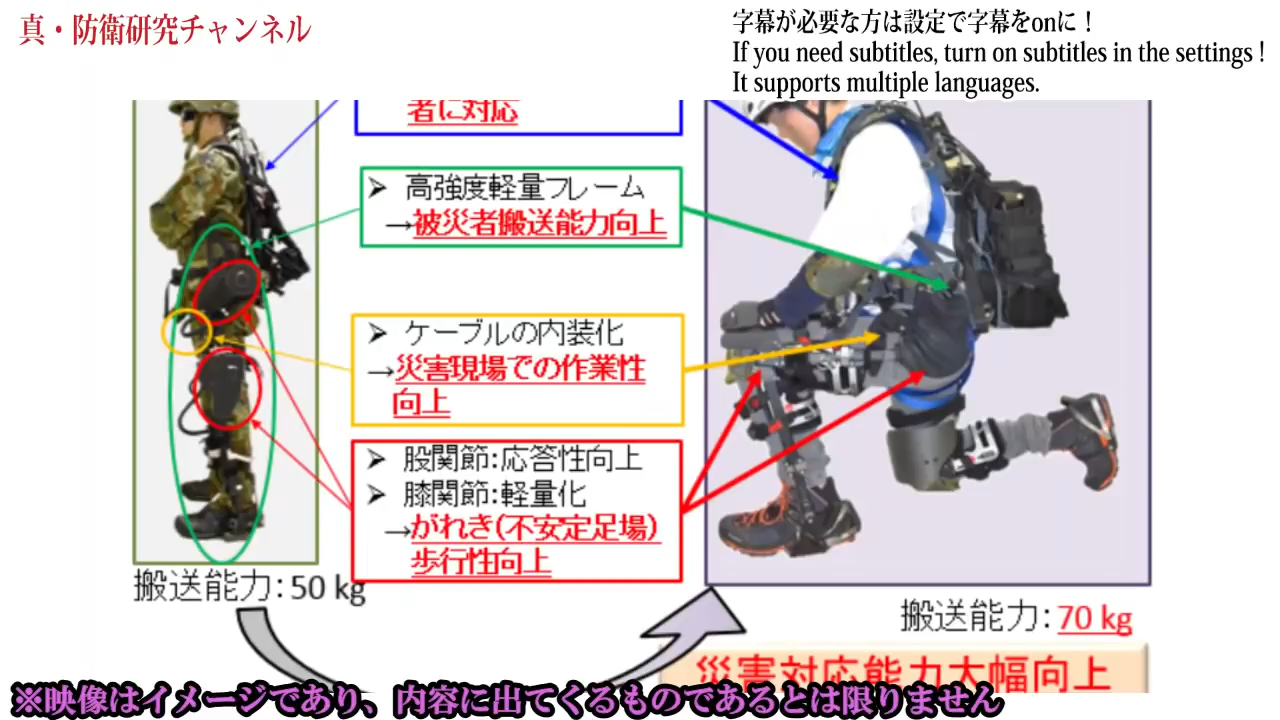 真・防衛研究チャンネル
字幕が必要な方は設定で字幕をonに！
If you need subtitles, turn on subtitles in the settings !
It supports multiple languages.
者に対応
➢ 高強度軽量フレーム
→被災者搬送能力向上
➢ ケーブルの内装化
→災害現場での作業性
向上
➢ 股関節:応答性向上
➢ 膝関節:軽量化
→がれき(不安定足場)
歩行性向上
搬送能力：50 kg
搬送能力：70 kg
災害対応能力大幅向上
※映像はイメージであり、内容に出てくるものであるとは限りません